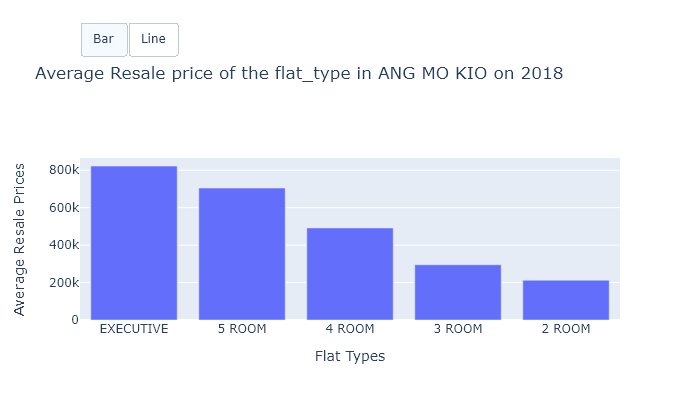 Bar
Line
Average Resale price of the flat_type in ANG MO KIO on 2018
Average Resale Prices
800k
600k
400k
200k
0
EXECUTIVE
5 ROOM
4 ROOM
3 ROOM
2 ROOM
Flat Types